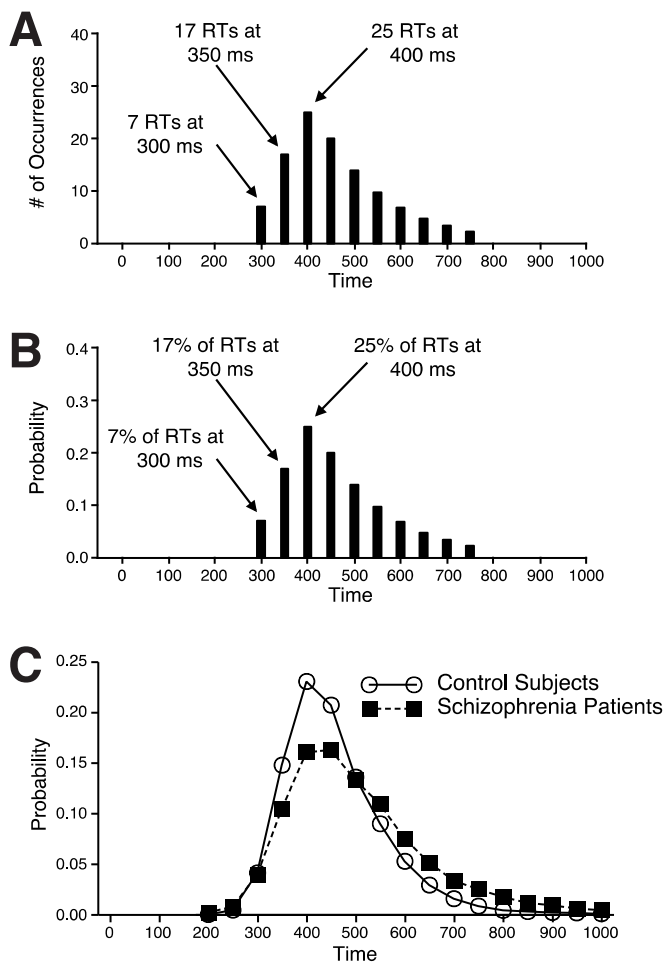 A
17 RTs at
350 ms
25 RTs at
400 ms
7 RTs at
300 ms
# of Occurrences
40
30
20
10
0
0 100 200 300 400 500 600 700 800 900 1000
Time
B
17% of RTs at
350 ms
25% of RTs at
400 ms
7% of RTs at
300 ms
Probability
0.4
0.3
0.2
0.1
0.0
0 100 200 300 400 500 600 700 800 900 1000
Time
C
Control Subjects
Schizophrenia Patients
Probability
0.25
0.20
0.15
0.10
0.05
0.00
0 100 200 300 400 500 600 700 800 900 1000
Time